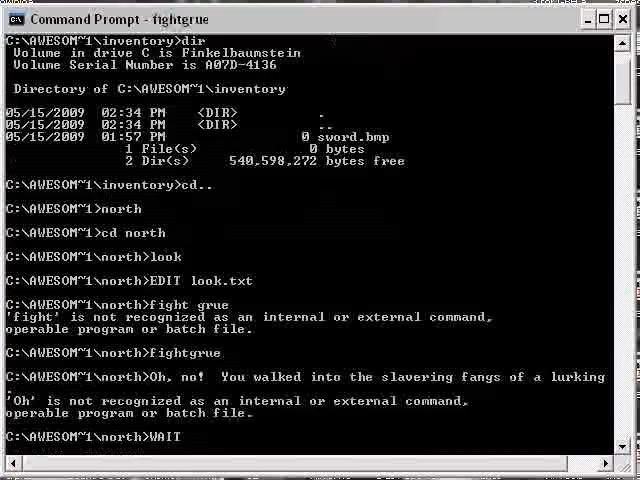 Command Prompt - fightgrue
C:\AWESOM~1\inventory>dir
Volume in drive C is Finkelbaumstein
Volume Serial Number is A07D-4136
Directory of C:\AWESOM~1\inventory
05/15/2009 02:34 PM <DIR> .
05/15/2009 02:34 PM <DIR> ..
05/15/2009 01:57 PM 0 sword.bmp
1 File(s) 0 bytes
2 Dir(s) 540,598,272 bytes free
C:\AWESOM~1\inventory>cd..
C:\AWESOM~1>north
C:\AWESOM~1>cd north
C:\AWESOM~1\north>look
C:\AWESOM~1\north>EDIT look.txt
C:\AWESOM~1\north>fight grue
'fight' is not recognized as an internal or external command,
operable program or batch file.
C:\AWESOM~1\north>fightgrue
C:\AWESOM~1\north>Oh, no! You walked into the slavering fangs of a lurking
'Oh' is not recognized as an internal or external command,
operable program or batch file.
C:\AWESOM~1\north>WAIT